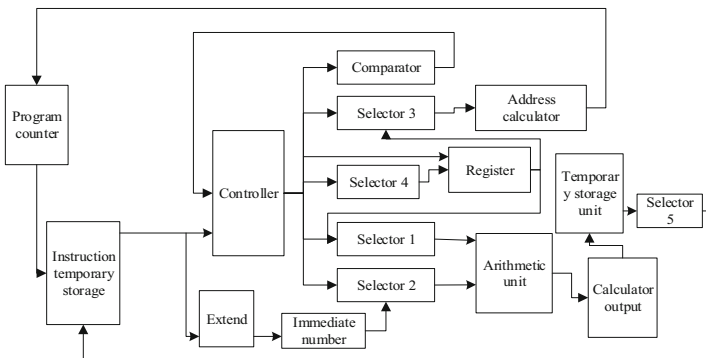 Comparator
Program
counter
Selector 3
Address
calculator
Controller
Selector 4
Register
Temporar
y storage
unit
Selector
5
Instruction
temporary
storage
Selector 1
Arithmetic
unit
Selector 2
Calculator
output
Extend
Immediate
number